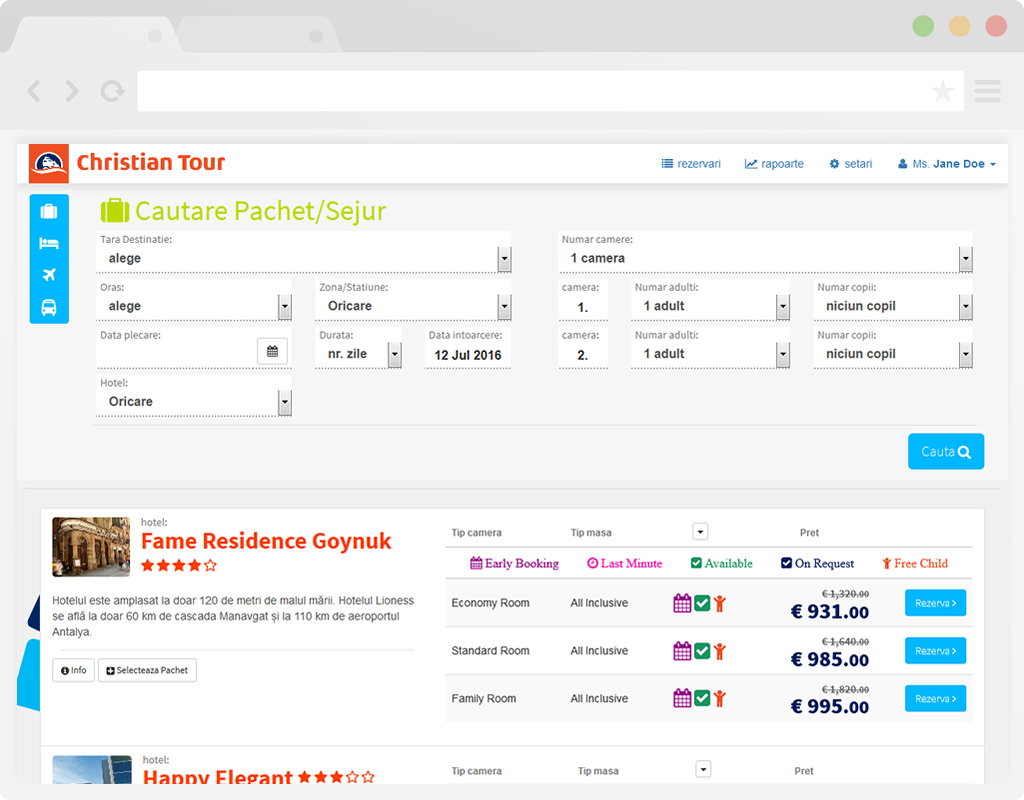 Christian Tour
rezervari rapoarte setari Ms. Jane Doe
Cautare Pachet/Sejur
Tara Destinatie: Numar camere:
alege 1 camera
Oras: Zona/Statiune: camera: Numar adulti: Numar copii:
alege Oricare 1. 1 adult niciun copil
Data plecare: Durata: Data intoarcere: camera: Numar adulti: Numar copii:
nr. zile 12 Jul 2016 2. 1 adult niciun copil
Hotel:
Oricare
Cauta
hotel:
Fame Residence Goynuk
Hotelul este amplasat la doar 120 de metri de malul mării. Hotelul Lioness
se află la doar 60 km de cascada Manavgat și la 110 km de aeroportul
Antalya.
Info Selecteaza Pachet
Tip camera Tip masa Pret
Early Booking Last Minute Available On Request Free Child
Economy Room All Inclusive € 1,320.00 € 931.00 Rezerva
Standard Room All Inclusive € 1,640.00 € 985.00 Rezerva
Family Room All Inclusive € 1,820.00 € 995.00 Rezerva
hotel:
Happy Elegant
Tip camera Tip masa Pret